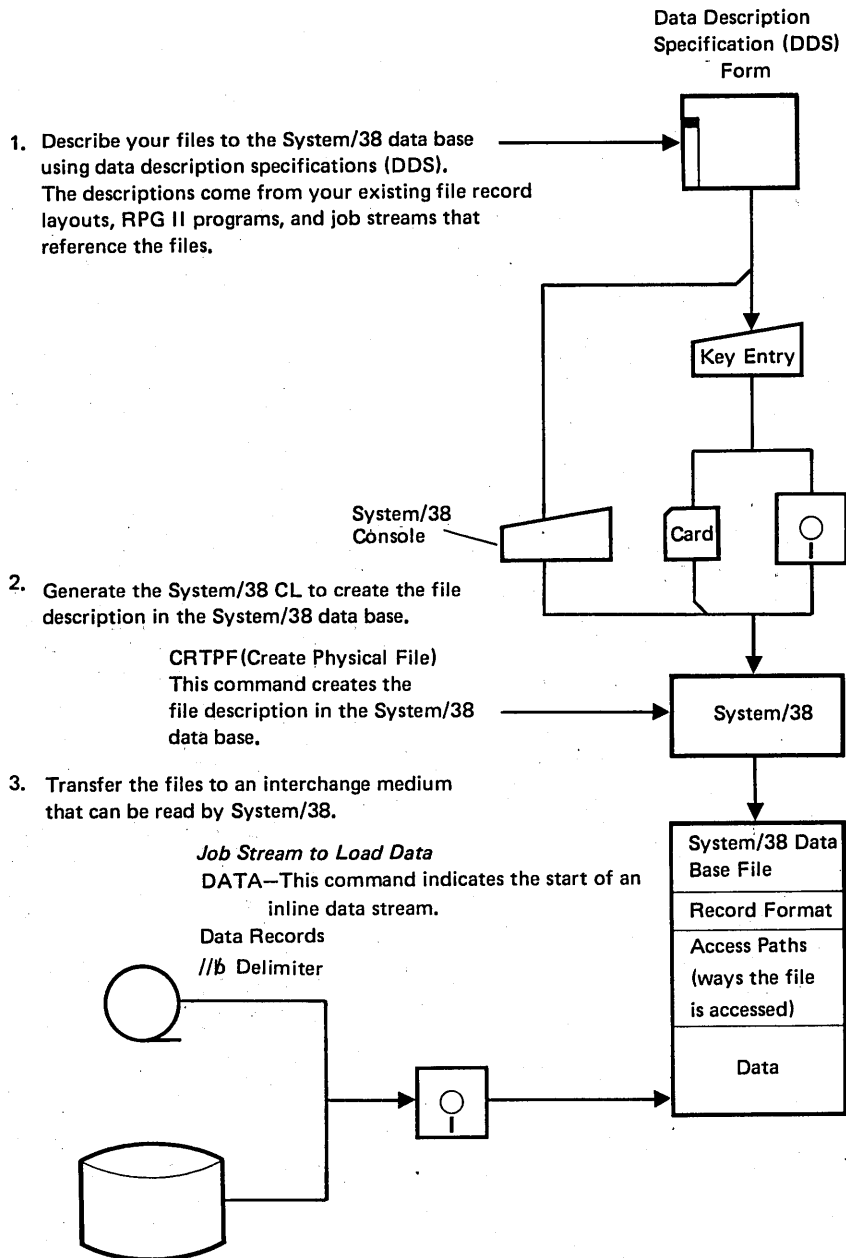 Data Description
Specification (DDS)
Form
1. Describe your files to the System/38 data base
using data description specifications (DDS).
The descriptions come from your existing file record
layouts, RPG II programs, and job streams that
reference the files.
Key Entry
System/38
Console
Card
2. Generate the System/38 CL to create the file
description in the System/38 data base.
CRTPF(Create Physical File)
This command creates the
file description in the System/38
data base.
System/38
3. Transfer the files to an interchange medium
that can be read by System/38.
Job Stream to Load Data
DATA—This command indicates the start of an
inline data stream.
Data Records
//b̸ Delimiter
System/38 Data
Base File
Record Format
Access Paths
(ways the file
is accessed)
Data